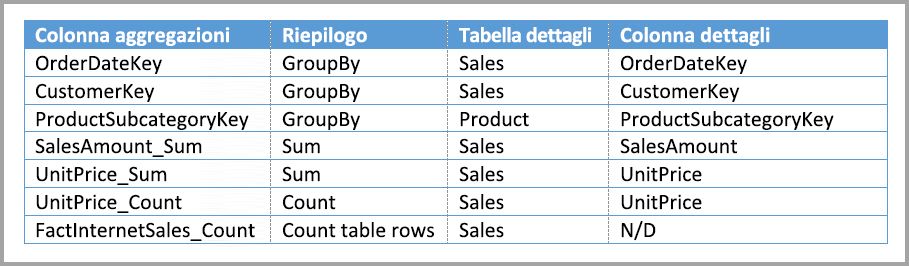 Colonna aggregazioni Riepilogo Tabella dettagli Colonna dettagli
OrderDateKey GroupBy Sales OrderDateKey
CustomerKey GroupBy Sales CustomerKey
ProductSubcategoryKey GroupBy Product ProductSubcategoryKey
SalesAmount_Sum Sum Sales SalesAmount
UnitPrice_Sum Sum Sales UnitPrice
UnitPrice_Count Count Sales UnitPrice
FactInternetSales_Count Count table rows Sales N/D